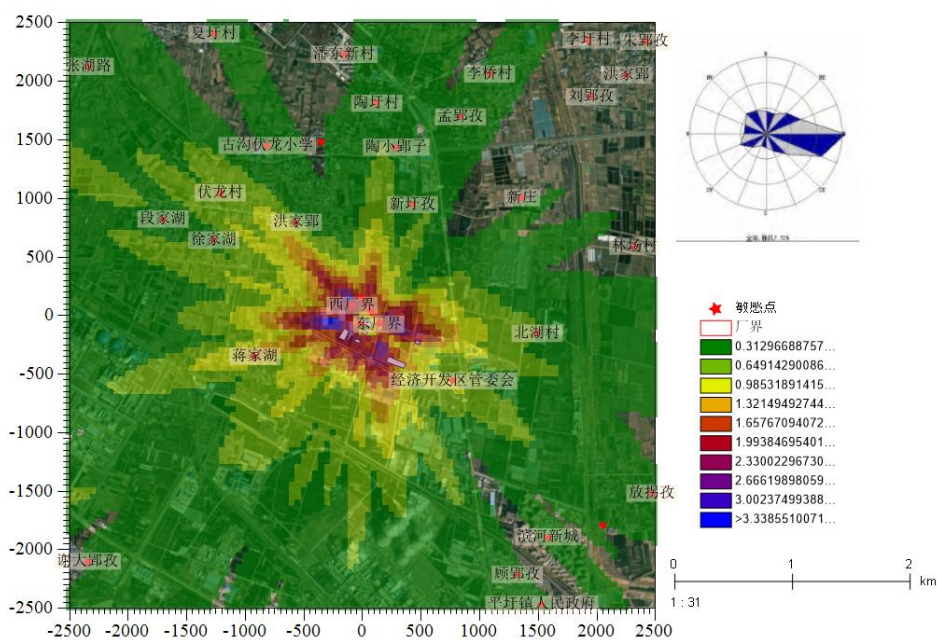 2500
2000
1500
1000
500
0
-500
-1000
-1500
-2000
-2500
-2500
-2000
-1500
-1000
-500
0
500
1000
1500
2000
2500
夏圩村
潘东新村
李圩村
朱郢孜
张湖路
李桥村
洪家郢
陶圩村
刘郢孜
孟郢孜
古沟伏龙小学
陶小郢子
伏龙村
新圩孜
新庄
段家湖
徐家湖
洪家郢
林场村
西厂界
东厂界
北湖村
蒋家湖
经济开发区管委会
放拐孜
滨河新城
谢大郢孜
顾郢孜
平圩镇人民政府
敏感点
厂界
0.31296688757...
0.64914290086...
0.98531891415...
1.32149492744...
1.65767094072...
1.99384695401...
2.33002296730...
2.66619898059...
3.00237499388...
>3.3385510071...
0
1
2
km
1 : 31